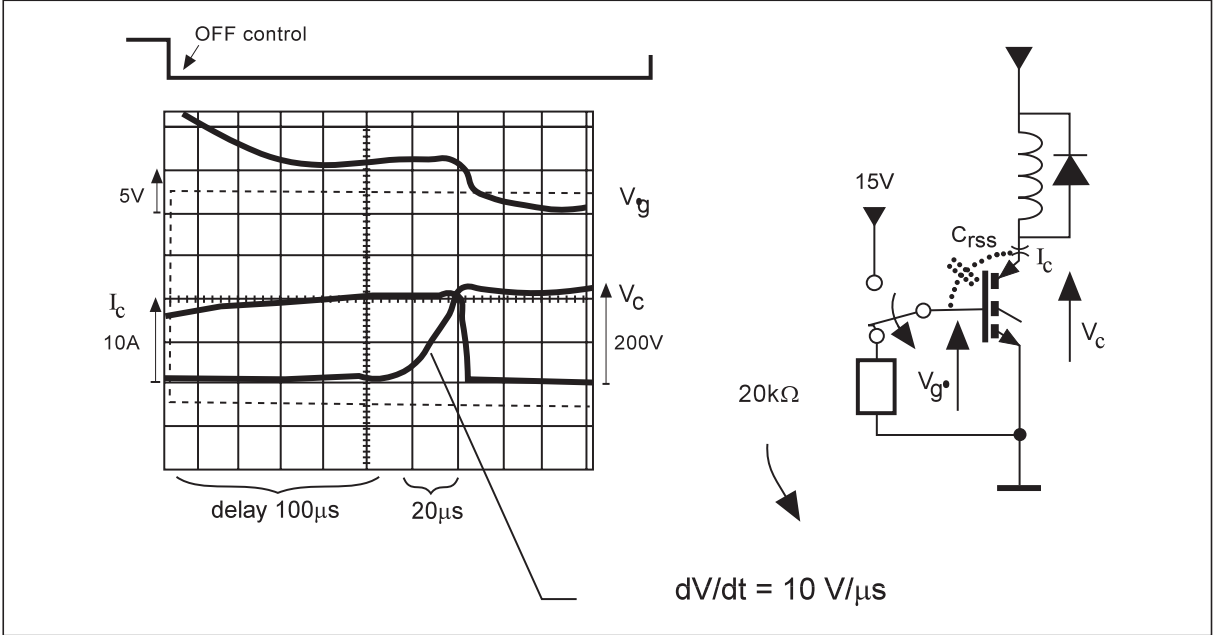 OFF control
5V
Vg
Ic
10A
Vc
200V
delay 100μs
20μs
15V
Crss
Ic
Vc
Vg
20kΩ
dV/dt = 10 V/μs